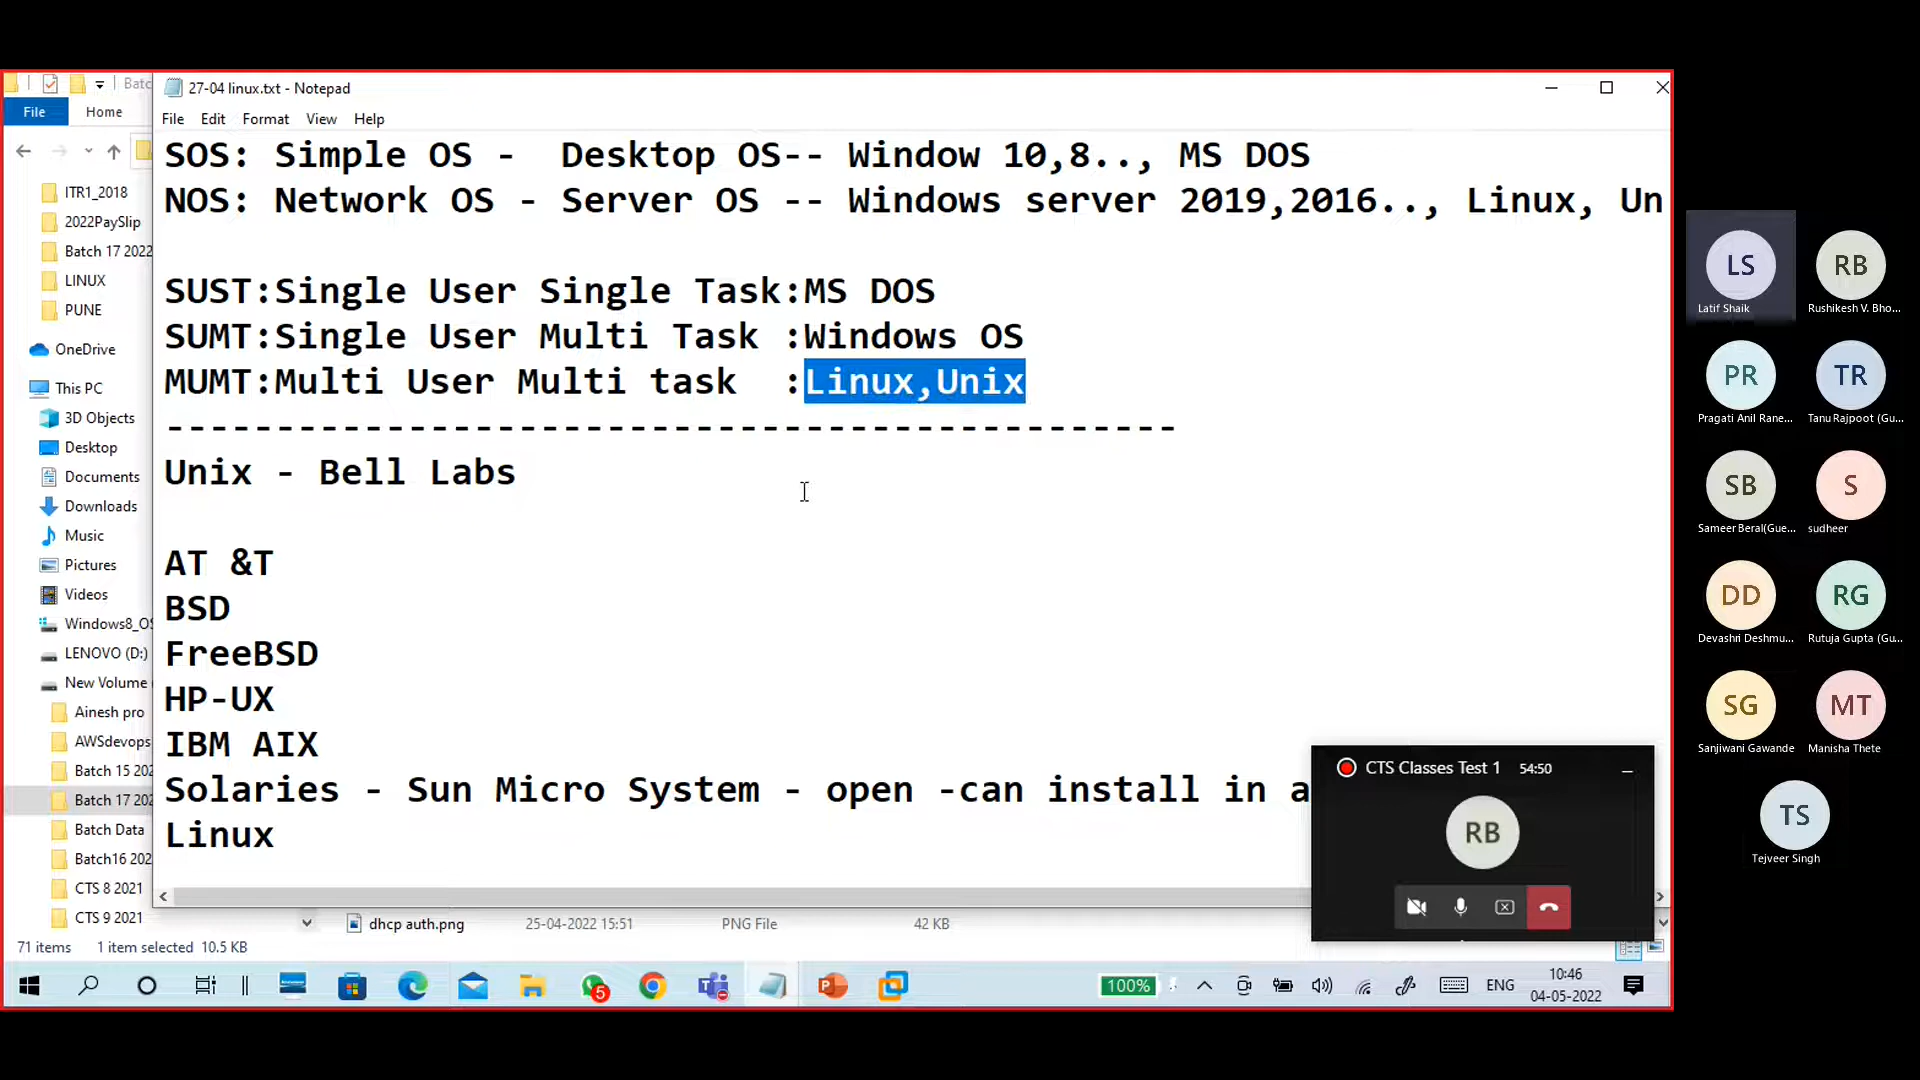 Batc
27-04 linux.txt - Notepad
File
Home
File Edit Format View Help
SOS: Simple OS - Desktop OS-- Window 10,8.., MS DOS
NOS: Network OS - Server OS -- Windows server 2019,2016.., Linux, Un
SUST:Single User Single Task:MS DOS
SUMT:Single User Multi Task :Windows OS
MUMT:Multi User Multi task :Linux,Unix
----------------------------------------------
Unix - Bell Labs
AT &T
BSD
FreeBSD
HP-UX
IBM AIX
Solaries - Sun Micro System - open -can install in a
Linux
ITR1_2018
2022PaySlip
Batch 17 2022
LINUX
PUNE
OneDrive
This PC
3D Objects
Desktop
Documents
Downloads
Music
Pictures
Videos
Windows8_OS
LENOVO (D:)
New Volume
Ainesh pro
AWSdevops
Batch 15 202
Batch 17 202
Batch Data
Batch16 202
CTS 8 2021
CTS 9 2021
dhcp auth.png 25-04-2022 15:51 PNG File 42 KB
71 items 1 item selected 10.5 KB
CTS Classes Test 1 54:50
RB
5
100%
ENG
10:46
04-05-2022
LS
Latif Shaik
RB
Rushikesh V. Bho...
PR
Pragati Anil Rane...
TR
Tanu Rajpoot (Gu...
SB
Sameer Beral(Gue...
S
sudheer
DD
Devashri Deshmu...
RG
Rutuja Gupta (Gu...
SG
Sanjiwani Gawande
MT
Manisha Thete
TS
Tejveer Singh